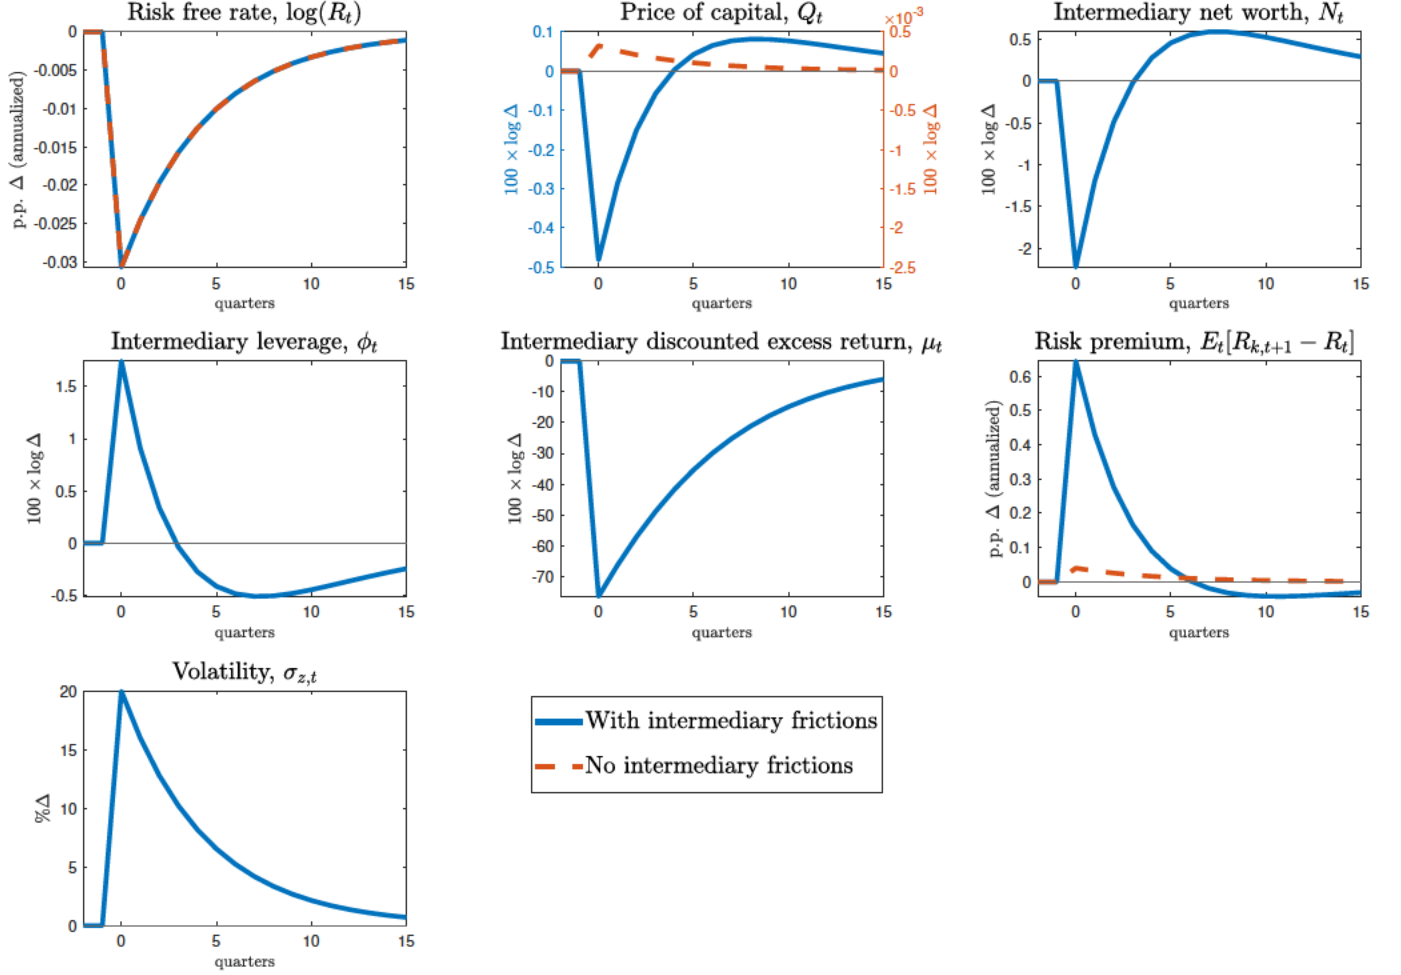 Risk free rate, log(R_t)
p.p. Δ (annualized)
0
-0.005
-0.01
-0.015
-0.02
-0.025
-0.03
0 5 10 15
quarters
Price of capital, Q_t
×10^-3
100 × log Δ
0.1
0
-0.1
-0.2
-0.3
-0.4
-0.5
0.5
0
-0.5
-1
-1.5
-2
-2.5
100 × log Δ
0 5 10 15
quarters
Intermediary net worth, N_t
100 × log Δ
0.5
0
-0.5
-1
-1.5
-2
0 5 10 15
quarters
Intermediary leverage, ϕ_t
100 × log Δ
1.5
1
0.5
0
-0.5
0 5 10 15
quarters
Intermediary discounted excess return, μ_t
100 × log Δ
0
-10
-20
-30
-40
-50
-60
-70
0 5 10 15
quarters
Risk premium, E_t[R_{k,t+1} − R_t]
p.p. Δ (annualized)
0.6
0.5
0.4
0.3
0.2
0.1
0
0 5 10 15
quarters
Volatility, σ_{z,t}
%Δ
20
15
10
5
0
0 5 10 15
quarters
With intermediary frictions
No intermediary frictions